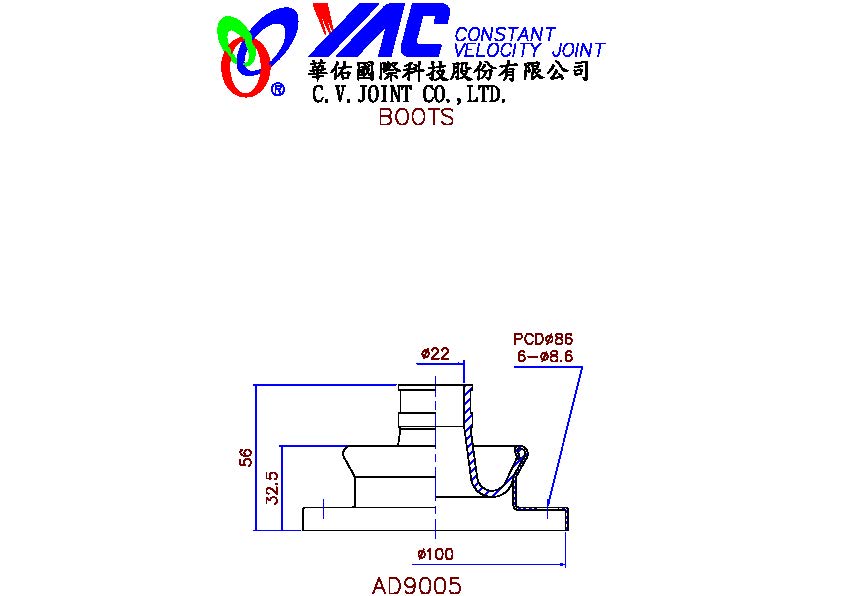 YAC CONSTANT
VELOCITY JOINT
®
華佑國際科技股份有限公司
C.V.JOINT CO.,LTD.
BOOTS
PCDø86
6-ø8.6
ø22
56
32.5
ø100
AD9005